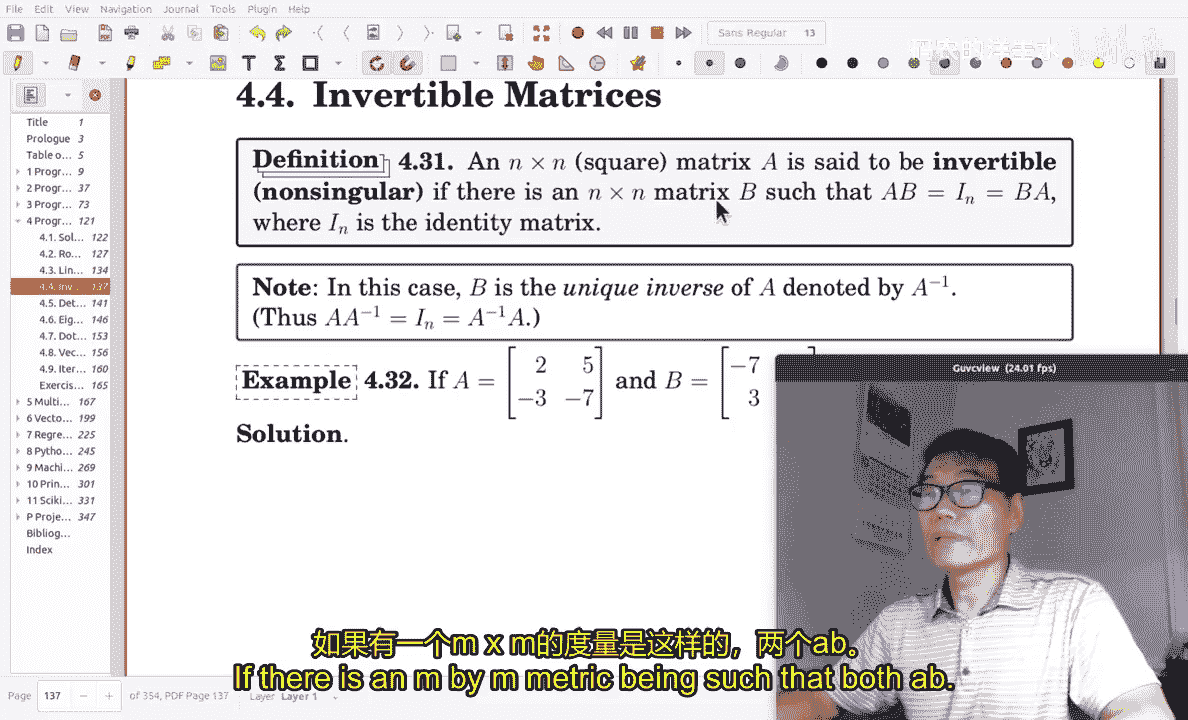 File Edit View Navigation Journal Tools Plugin Help
Sans Regular 13
4.4. Invertible Matrices
Definition 4.31. An n × n (square) matrix A is said to be invertible
(nonsingular) if there is an n × n matrix B such that AB = Iₙ = BA,
where Iₙ is the identity matrix.
Note: In this case, B is the unique inverse of A denoted by A⁻¹.
(Thus AA⁻¹ = Iₙ = A⁻¹A.)
Example 4.32. If A = [2 5 −3 −7] and B = [−7 3
Solution.
Title 1
Prologue 3
Table o... 5
1 Progr... 9
2 Progr... 37
3 Progr... 73
4 Progr... 121
4.1. Sol... 122
4.2. Ro... 127
4.3. Lin... 134
4.4. Inv... 137
4.5. Det... 141
4.6. Eig... 146
4.7. Dot... 153
4.8. Vec... 156
4.9. Iter... 160
Exercis... 165
5 Multi... 167
6 Vecto... 199
7 Regre... 225
8 Pytho... 245
9 Machi... 269
10 Prin... 301
11 Sciki... 331
P Proje... 347
Bibliog...
Index
Guvcview (24.01 fps)
如果有一个m x m的度量是这样的，两个ab。
If there is an m by m metric being such that both ab.
Page 137 of 354, PDF Page 137 Layer Layer 1